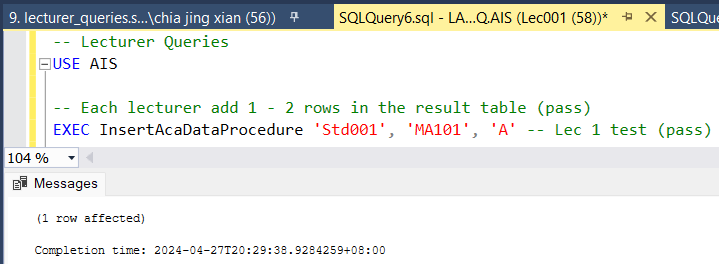 9. lecturer_queries.s...\chia jing xian (56))
SQLQuery6.sql - LA...Q.AIS (Lec001 (58))*
SQLQue
-- Lecturer Queries
USE AIS
-- Each lecturer add 1 - 2 rows in the result table (pass)
EXEC InsertAcaDataProcedure 'Std001', 'MA101', 'A' -- Lec 1 test (pass)
104 %
Messages
(1 row affected)
Completion time: 2024-04-27T20:29:38.9284259+08:00